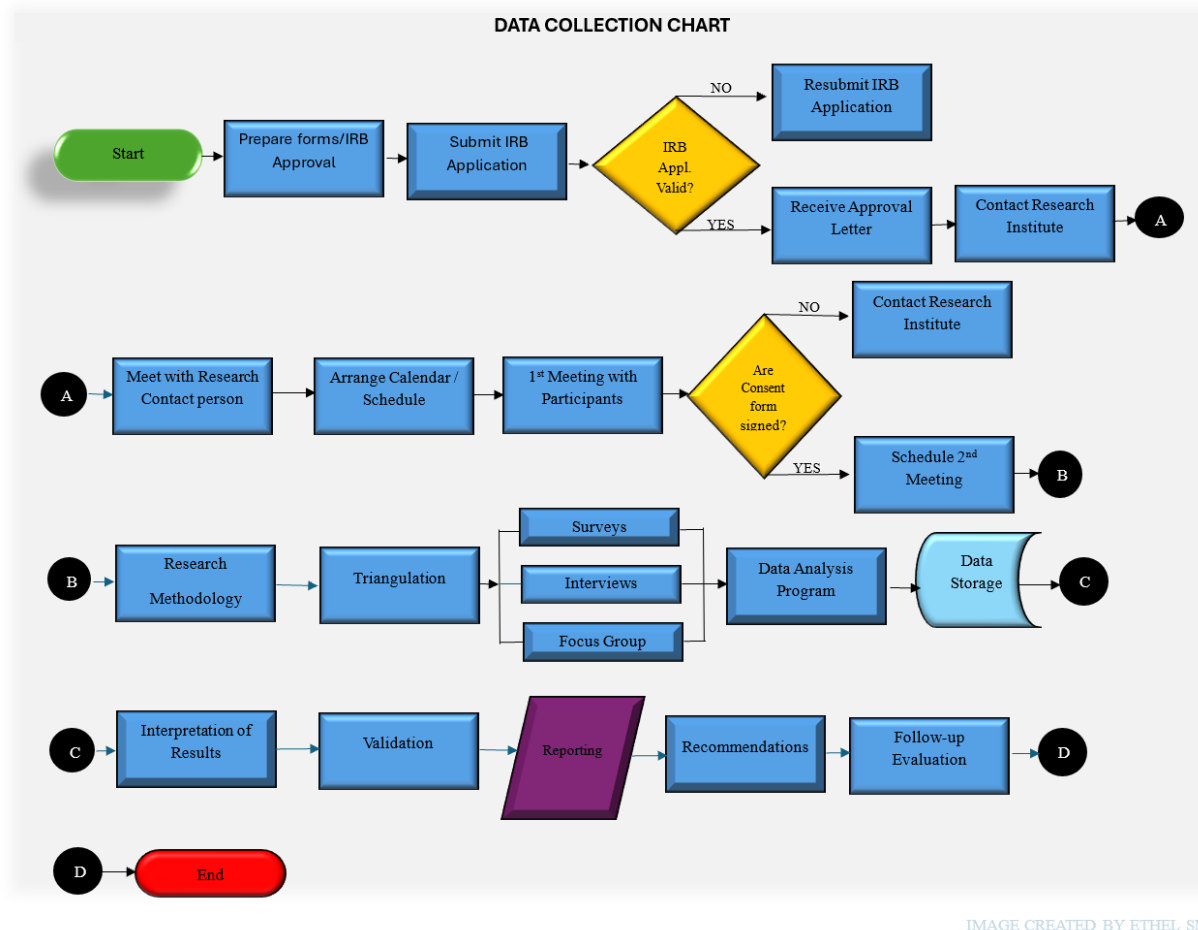 DATA COLLECTION CHART
Start
Prepare forms/IRB
Approval
Submit IRB
Application
IRB
Appl.
Valid?
NO
Resubmit IRB
Application
YES
Receive Approval
Letter
Contact Research
Institute
A
A
Meet with Research
Contact person
Arrange Calendar /
Schedule
1st Meeting with
Participants
Are
Consent
form
signed?
NO
Contact Research
Institute
YES
Schedule 2nd
Meeting
B
B
Research
Methodology
Triangulation
Surveys
Interviews
Focus Group
Data Analysis
Program
Data
Storage
C
C
Interpretation of
Results
Validation
Reporting
Recommendations
Follow-up
Evaluation
D
D
End
IMAGE CREATED BY ETHEL